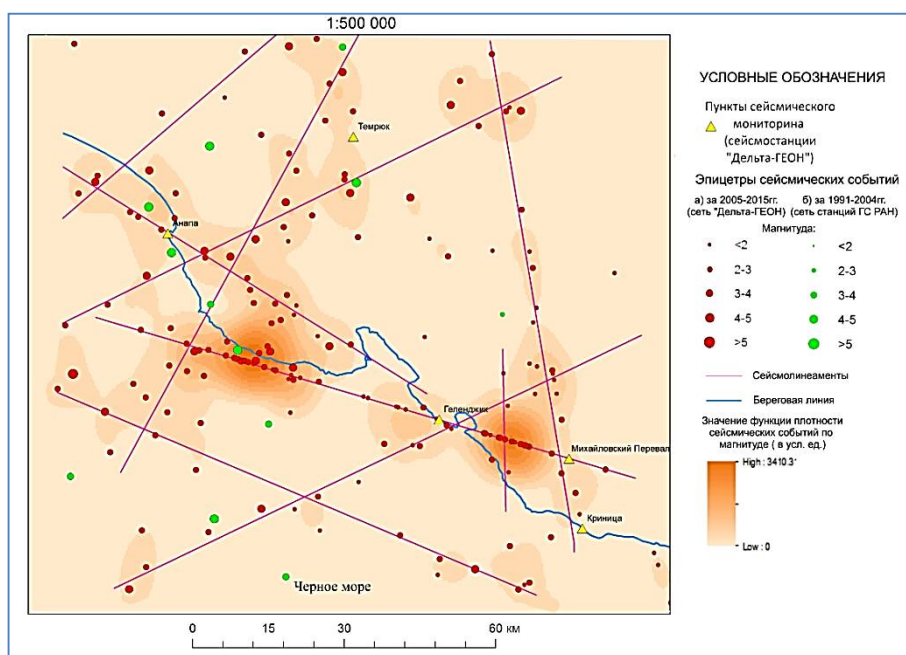 1:500 000
Темрюк
Анапа
Геленджик
Михайловский Перевал
Криница
Черное море
0 15 30 60 км
УСЛОВНЫЕ ОБОЗНАЧЕНИЯ
Пункты сейсмического
мониторина
(сейсмостанции
"Дельта-ГЕОН")
Эпицетры сейсмических событий
а) за 2005-2015гг. б) за 1991-2004гг.
(сеть "Дельта-ГЕОН") (сеть станций ГС РАН)
Магнитуда:
<2 <2
2-3 2-3
3-4 3-4
4-5 4-5
>5 >5
Сейсмолинеаменты
Береговая линия
Значение функции плотности
сейсмических событий по
магнитуде ( в усл. ед.)
High : 3410.3
Low : 0